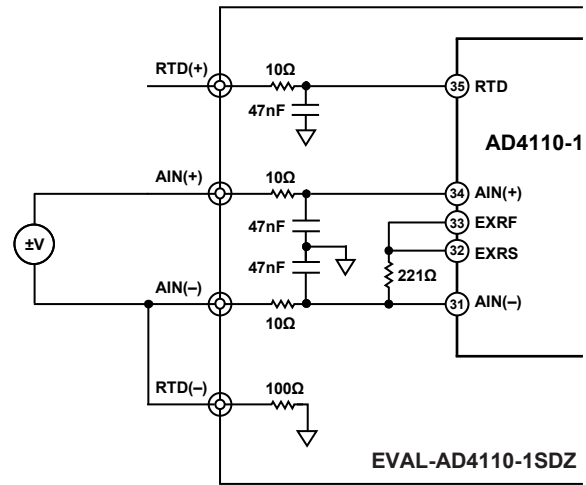 RTD(+)
10Ω
47nF
35 RTD
AD4110-1
AIN(+)
10Ω
34 AIN(+)
33 EXRF
47nF
±V
32 EXRS
47nF
221Ω
AIN(–)
31 AIN(–)
10Ω
RTD(–)
100Ω
EVAL-AD4110-1SDZ